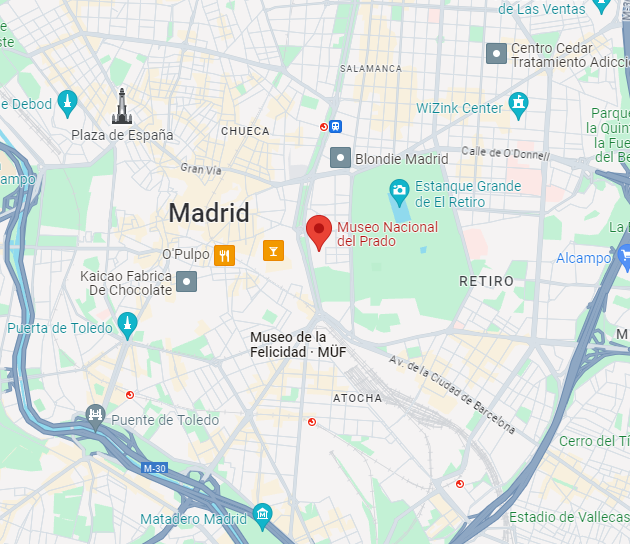 de Las Ventas
Centro Cedar
Tratamiento Adicci
SALAMANCA
e Debod
WiZink Center
Plaza de España
CHUECA
Parque
la Quin
la Fue
del Be
Calle de O'Donnell
Blondie Madrid
Gran Vía
ampo
Estanque Grande
de El Retiro
Madrid
Museo Nacional
del Prado
La
O'Pulpo
Alcampo
Kaicao Fabrica
De Chocolate
RETIRO
Puerta de Toledo
Museo de la
Felicidad · MÜF
M
Av. de la Ciudad de Barcelona
ATOCHA
Puente de Toledo
Cerro del Tí
M-30
Matadero Madrid
Estadio de Vallecas